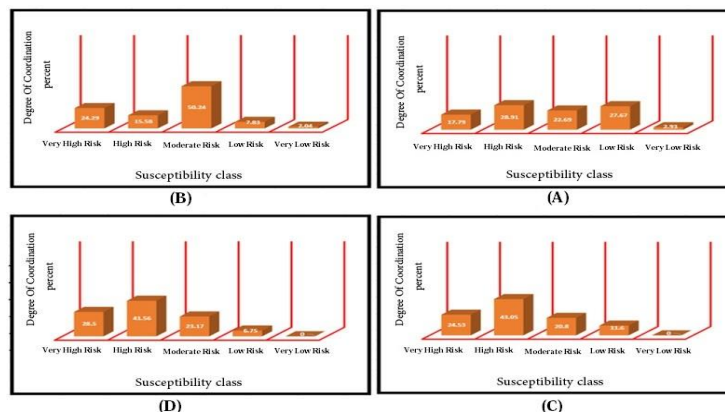 Degree Of Coordination
percent
24.29
7.83
2.04
Very High Risk High Risk Moderate Risk Low Risk Very Low Risk
Susceptibility class
(B)
Degree Of Coordination
percent
17.79
28.91
22.69
27.67
2.93
Very High Risk High Risk Moderate Risk Low Risk Very Low Risk
Susceptibility class
(A)
Degree Of Coordination
percent
28.5
41.56
23.17
6.75
0
Very High Risk High Risk Moderate Risk Low Risk Very Low Risk
Susceptibility class
(D)
Degree Of Coordination
percent
24.53
43.05
20.8
11.6
0
Very High Risk High Risk Moderate Risk Low Risk Very Low Risk
Susceptibility class
(C)